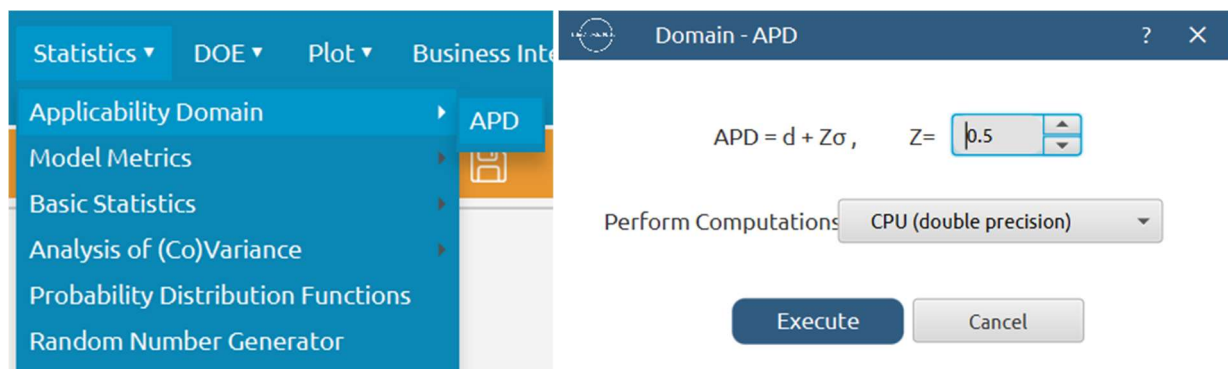 Statistics ▾ DOE ▾ Plot ▾ Business Inte
Applicability Domain
APD
Model Metrics
Basic Statistics
Analysis of (Co)Variance
Probability Distribution Functions
Random Number Generator
Domain - APD ? ×
APD = d + Zσ , Z= 0.5
Perform Computations CPU (double precision)
Execute Cancel